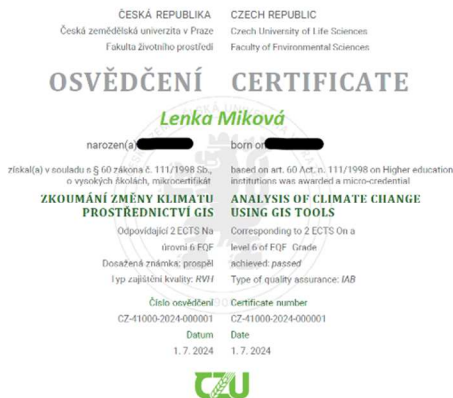 ČESKÁ REPUBLIKA
Česká zemědělská univerzita v Praze
Fakulta životního prostředí
CZECH REPUBLIC
Czech University of Life Sciences
Faculty of Environmental Sciences
OSVĚDČENÍ
CERTIFICATE
Lenka Miková
narozen(a)
born on
získal(a) v souladu s § 60 zákona č. 111/1998 Sb.,
o vysokých školách, mikrocertifikát
ZKOUMÁNÍ ZMĚNY KLIMATU
PROSTŘEDNICTVÍ GIS
Odpovídající 2 ECTS Na
úrovni 6 EQF
Dosažená známka: prospěl
Typ zajištění kvality: RVH
Číslo osvědčení
CZ-41000-2024-000001
Datum
1. 7. 2024
based on art. 60 Act. n. 111/1998 on Higher education
institutions was awarded a micro-credential
ANALYSIS OF CLIMATE CHANGE
USING GIS TOOLS
Corresponding to 2 ECTS On a
level 6 of EQF Grade
achieved: passed
Type of quality assurance: IAB
Certificate number
CZ-41000-2024-000001
Date
1. 7. 2024
CZU